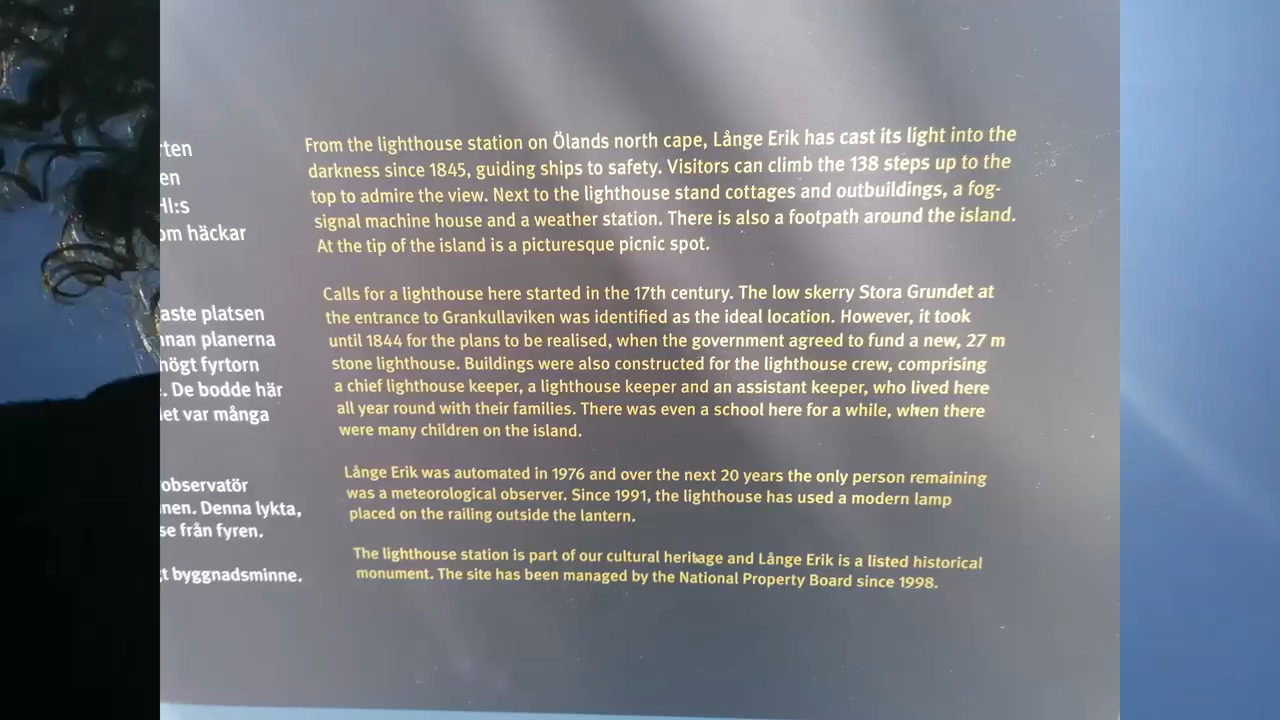 rten
en
HI:s
om häckar
aste platsen
nnan planerna
högt fyrtorn
. De bodde här
let var många
observatör
nen. Denna lykta,
se från fyren.
t byggnadsminne.
From the lighthouse station on Ölands north cape, Långe Erik has cast its light into the
darkness since 1845, guiding ships to safety. Visitors can climb the 138 steps up to the
top to admire the view. Next to the lighthouse stand cottages and outbuildings, a fog-
signal machine house and a weather station. There is also a footpath around the island.
At the tip of the island is a picturesque picnic spot.
Calls for a lighthouse here started in the 17th century. The low skerry Stora Grundet at
the entrance to Grankullaviken was identified as the ideal location. However, it took
until 1844 for the plans to be realised, when the government agreed to fund a new, 27 m
stone lighthouse. Buildings were also constructed for the lighthouse crew, comprising
a chief lighthouse keeper, a lighthouse keeper and an assistant keeper, who lived here
all year round with their families. There was even a school here for a while, when there
were many children on the island.
Långe Erik was automated in 1976 and over the next 20 years the only person remaining
was a meteorological observer. Since 1991, the lighthouse has used a modern lamp
placed on the railing outside the lantern.
The lighthouse station is part of our cultural heritage and Långe Erik is a listed historical
monument. The site has been managed by the National Property Board since 1998.